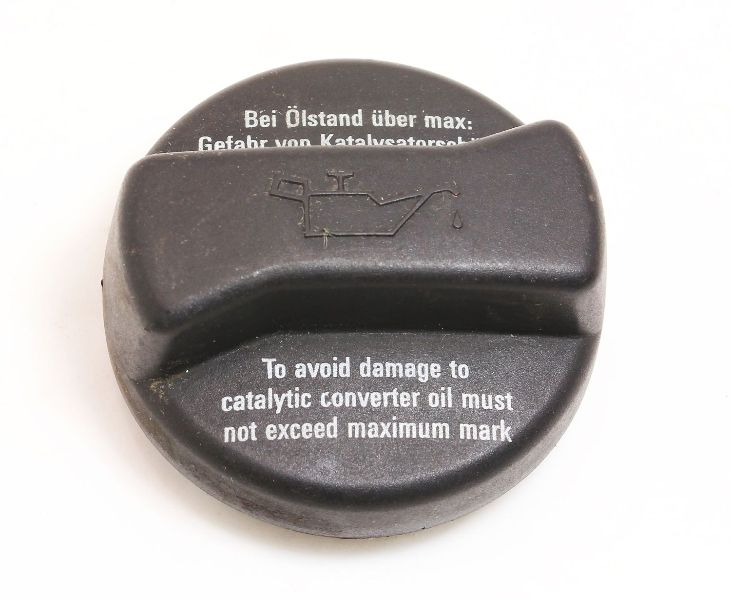 Bei Ölstand über max:
Gefahr von
To avoid damage to
catalytic converter oil must
not exceed maximum mark